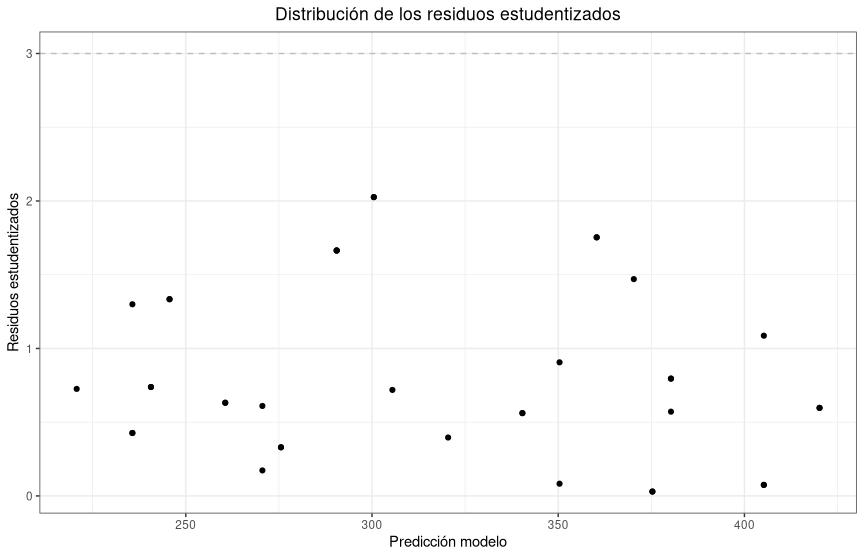 Distribución de los residuos estudentizados
Residuos estudentizados
3
2
1
0
250
300
350
400
Predicción modelo